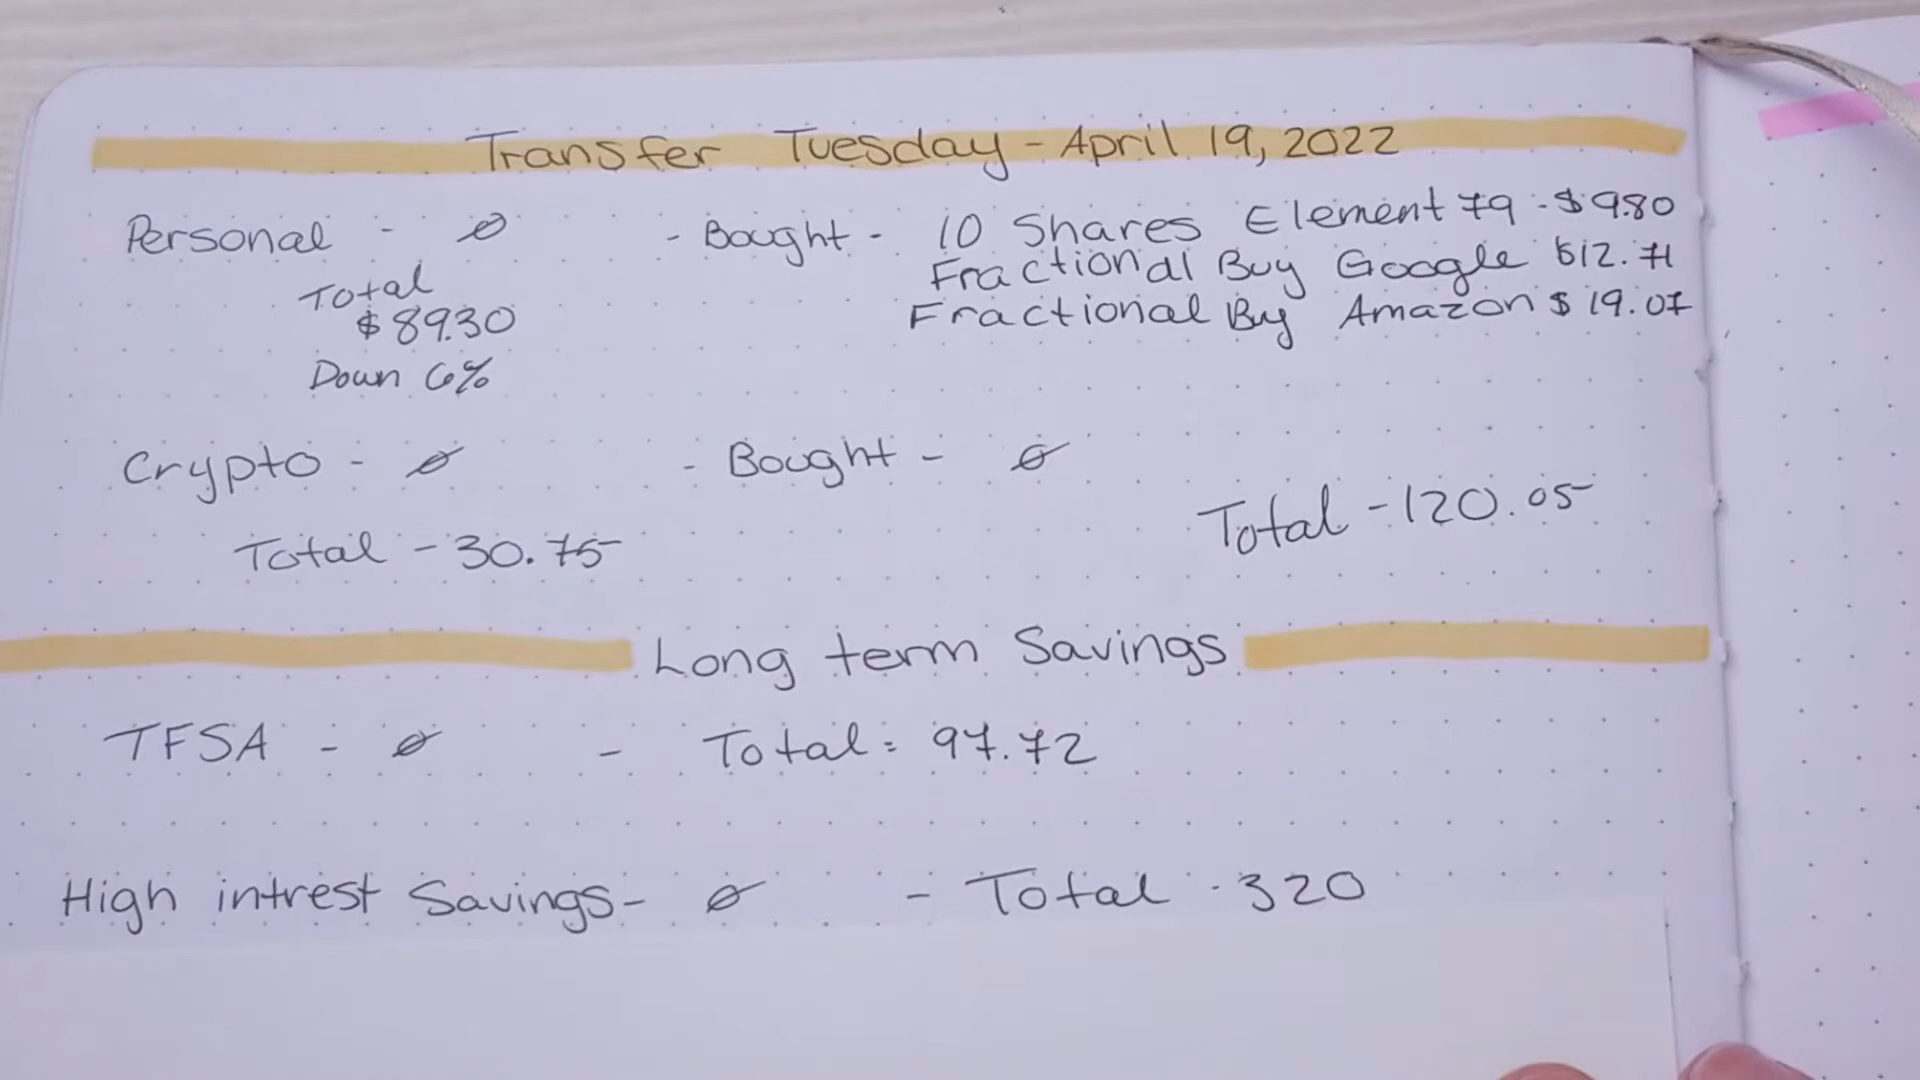 Transfer Tuesday - April 19, 2022
Personal - ∅ - Bought - 10 Shares Element 79 - $9.80
Fractional Buy Google $12.71
Fractional By Amazon $19.07
Total
$89.30
Down 6%
Crypto - ∅ - Bought - ∅
Total - 30.75
Total - 120.05
Long term Savings
TFSA - ∅ - Total = 97.72
High intrest Savings - ∅ - Total - 320